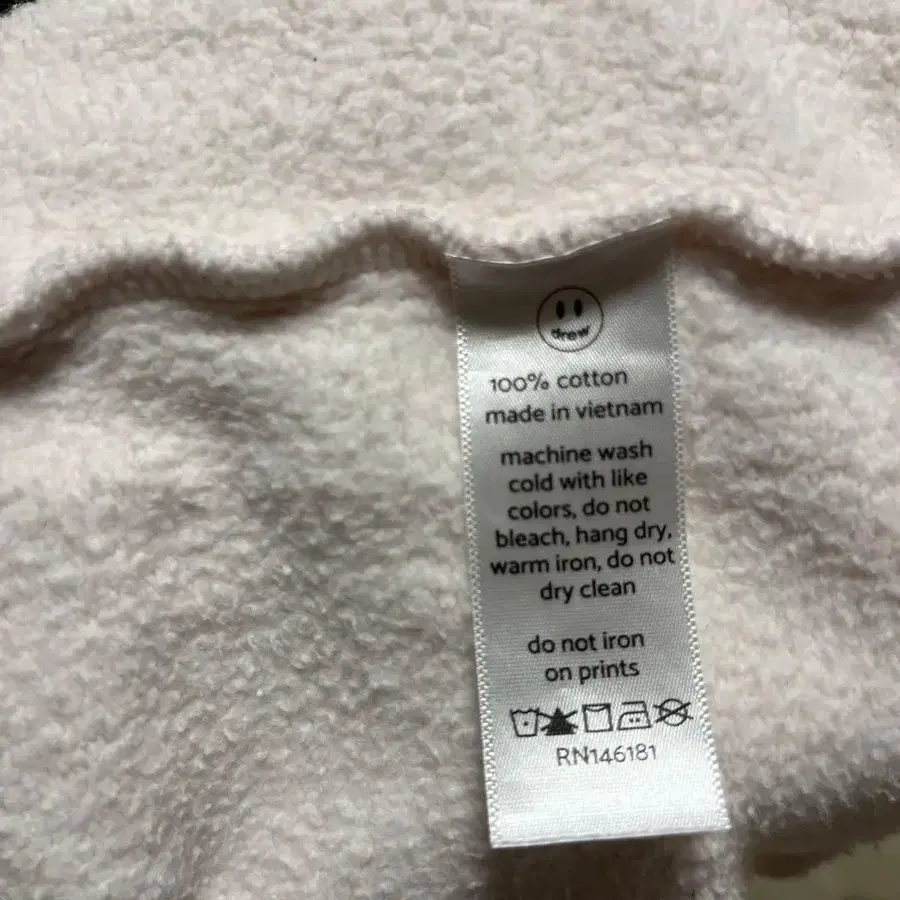 drew
100% cotton
made in vietnam
machine wash
cold with like
colors, do not
bleach, hang dry,
warm iron, do not
dry clean
do not iron
on prints
RN146181